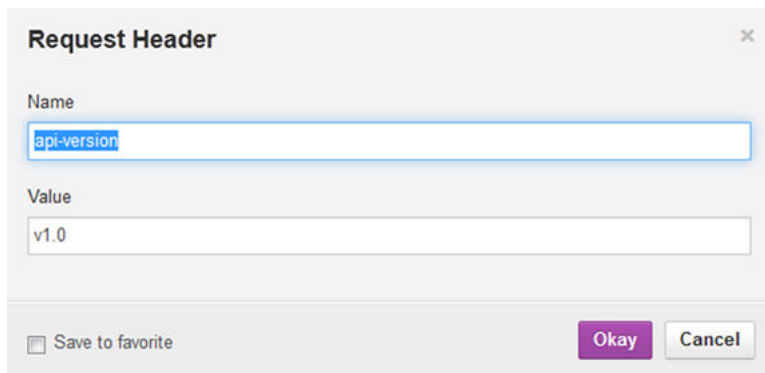 Request Header
×
Name
api-version
Value
v1.0
Save to favorite
Okay
Cancel